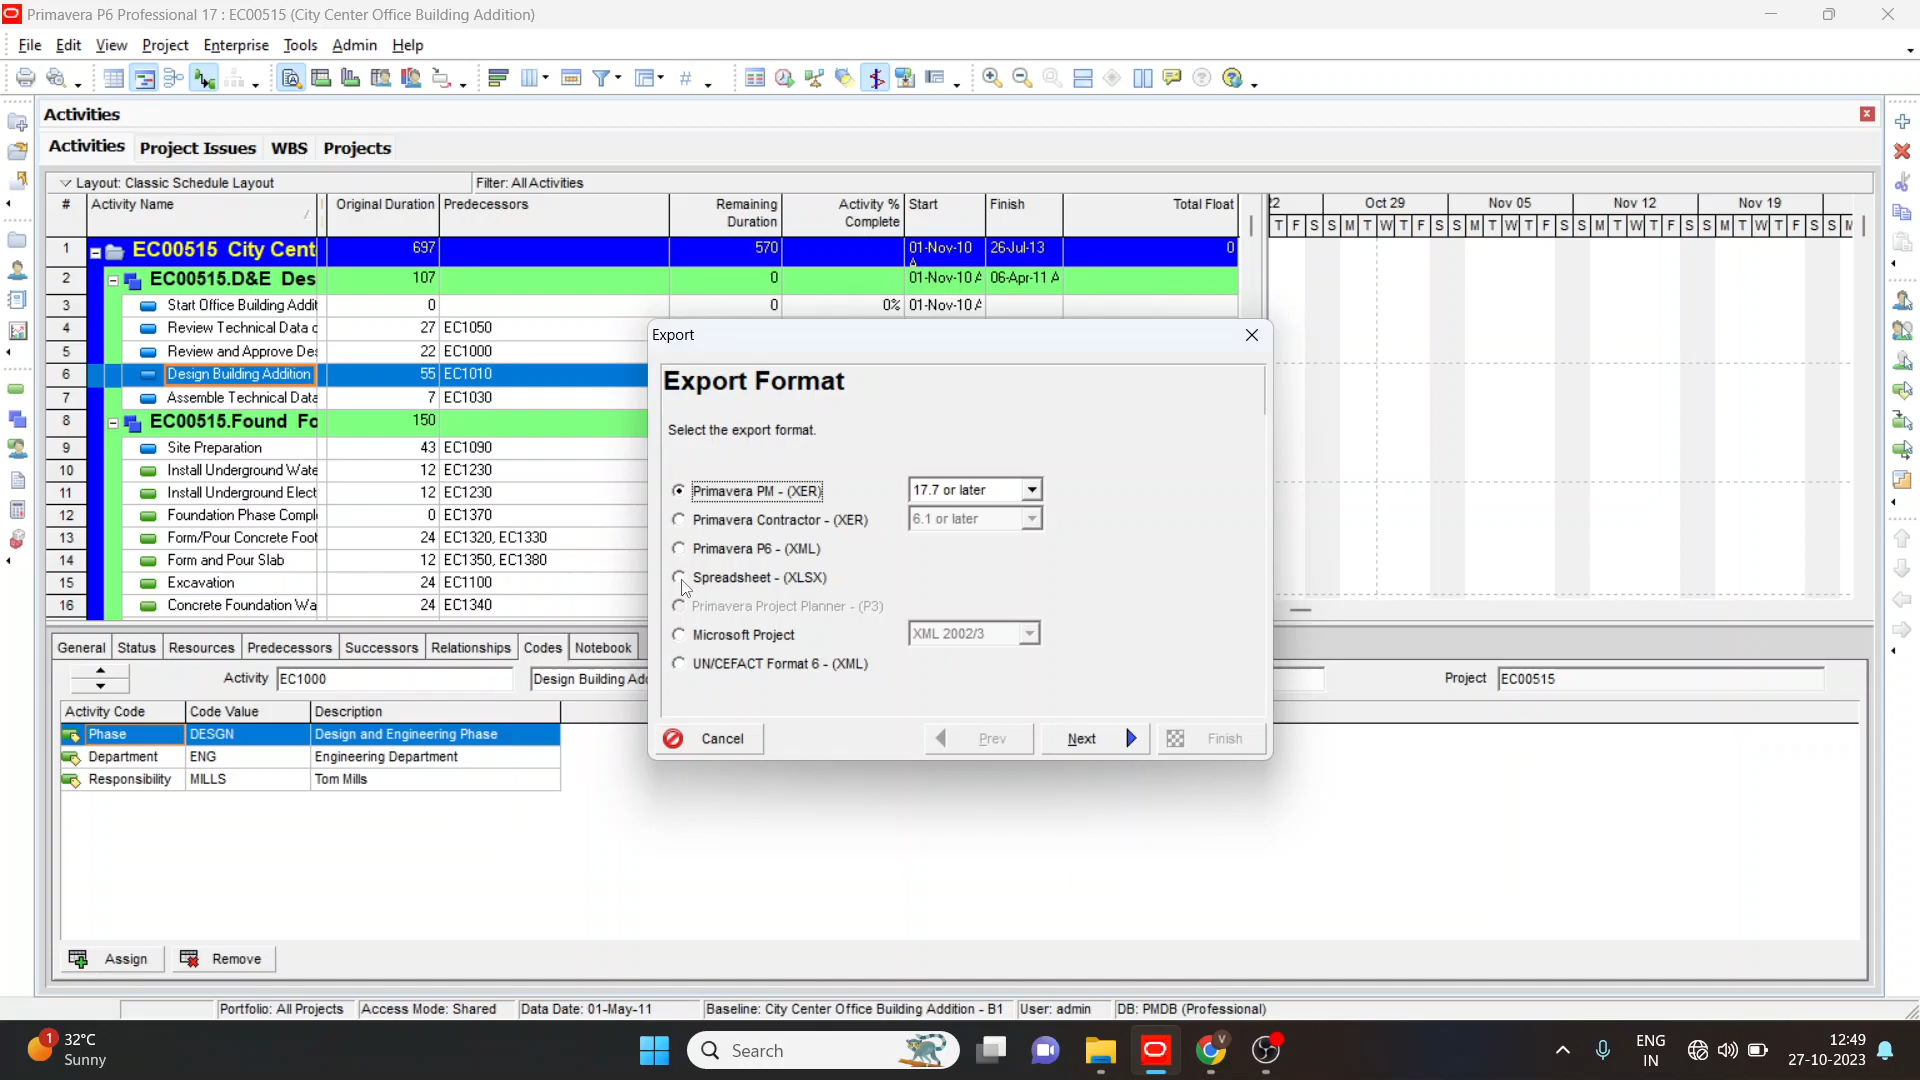 Primavera P6 Professional 17 : EC00515 (City Center Office Building Addition)
File Edit View Project Enterprise Tools Admin Help
Activities
Activities Project Issues WBS Projects
Layout: Classic Schedule Layout Filter: All Activities
# Activity Name Original Duration Predecessors Remaining Duration Activity % Complete Start Finish Total Float
Oct 29 Nov 05 Nov 12 Nov 19
T F S S M T W T F S S M T W T F S S M T W T F S S M T W T F S S M
1 EC00515 City Cent 697 570 01-Nov-10 A 26-Jul-13 0
2 EC00515.D&E Des 107 0 01-Nov-10 A 06-Apr-11 A
3 Start Office Building Addit 0 0 0% 01-Nov-10 A
4 Review Technical Data o 27 EC1050
5 Review and Approve De: 22 EC1000
6 Design Building Addition 55 EC1010
7 Assemble Technical Data 7 EC1030
8 EC00515.Found Fo 150
9 Site Preparation 43 EC1090
10 Install Underground Wate 12 EC1230
11 Install Underground Elect 12 EC1230
12 Foundation Phase Compl 0 EC1370
13 Form/Pour Concrete Foot 24 EC1320, EC1330
14 Form and Pour Slab 12 EC1350, EC1380
15 Excavation 24 EC1100
16 Concrete Foundation Wa 24 EC1340
Export
Export Format
Select the export format.
Primavera PM - (XER) 17.7 or later
Primavera Contractor - (XER) 6.1 or later
Primavera P6 - (XML)
Spreadsheet - (XLSX)
Primavera Project Planner - (P3)
Microsoft Project XML 2002/3
UN/CEFACT Format 6 - (XML)
Cancel Prev Next Finish
General Status Resources Predecessors Successors Relationships Codes Notebook
Activity EC1000 Design Building Add Project EC00515
Activity Code Code Value Description
Phase DESGN Design and Engineering Phase
Department ENG Engineering Department
Responsibility MILLS Tom Mills
Assign Remove
Portfolio: All Projects Access Mode: Shared Data Date: 01-May-11 Baseline: City Center Office Building Addition - B1 User: admin DB: PMDB (Professional)
1 32°C
Sunny
Search
ENG
IN
12:49
27-10-2023